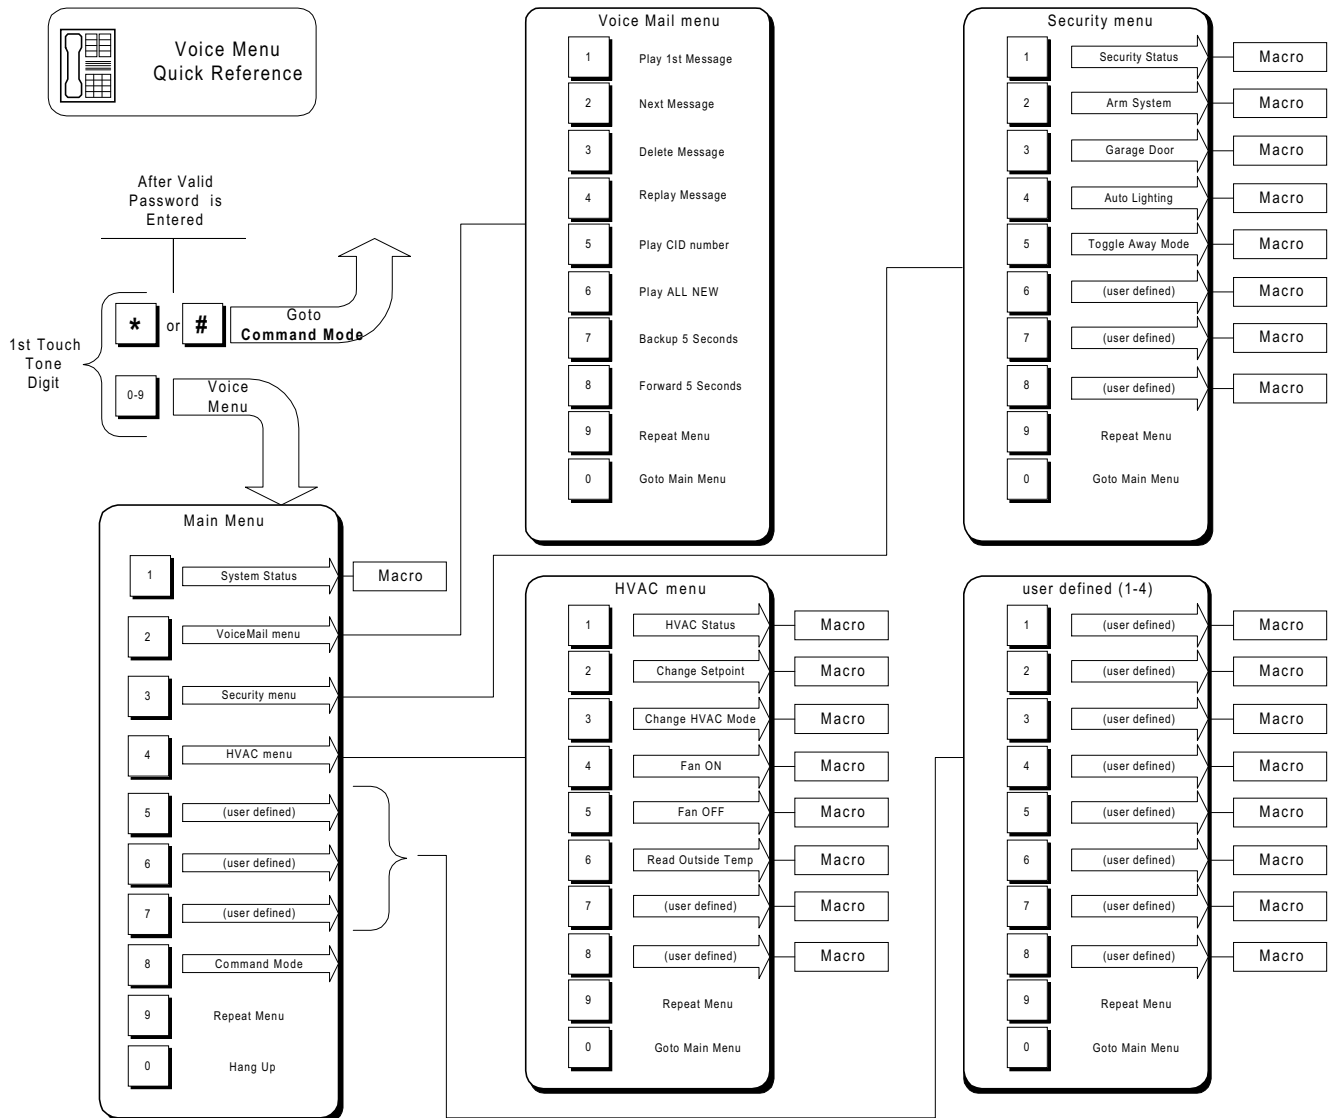 Voice Menu
Quick Reference
After Valid
Password is
Entered
1st Touch
Tone
Digit
* or #
Goto
Command Mode
0-9
Voice
Menu
Main Menu
1 System Status Macro
2 VoiceMail menu
3 Security menu
4 HVAC menu
5 (user defined)
6 (user defined)
7 (user defined)
8 Command Mode
9 Repeat Menu
0 Hang Up
Voice Mail menu
1 Play 1st Message
2 Next Message
3 Delete Message
4 Replay Message
5 Play CID number
6 Play ALL NEW
7 Backup 5 Seconds
8 Forward 5 Seconds
9 Repeat Menu
0 Goto Main Menu
Security menu
1 Security Status Macro
2 Arm System Macro
3 Garage Door Macro
4 Auto Lighting Macro
5 Toggle Away Mode Macro
6 (user defined) Macro
7 (user defined) Macro
8 (user defined) Macro
9 Repeat Menu
0 Goto Main Menu
HVAC menu
1 HVAC Status Macro
2 Change Setpoint Macro
3 Change HVAC Mode Macro
4 Fan ON Macro
5 Fan OFF Macro
6 Read Outside Temp Macro
7 (user defined) Macro
8 (user defined) Macro
9 Repeat Menu
0 Goto Main Menu
user defined (1-4)
1 (user defined) Macro
2 (user defined) Macro
3 (user defined) Macro
4 (user defined) Macro
5 (user defined) Macro
6 (user defined) Macro
7 (user defined) Macro
8 (user defined) Macro
9 Repeat Menu
0 Goto Main Menu